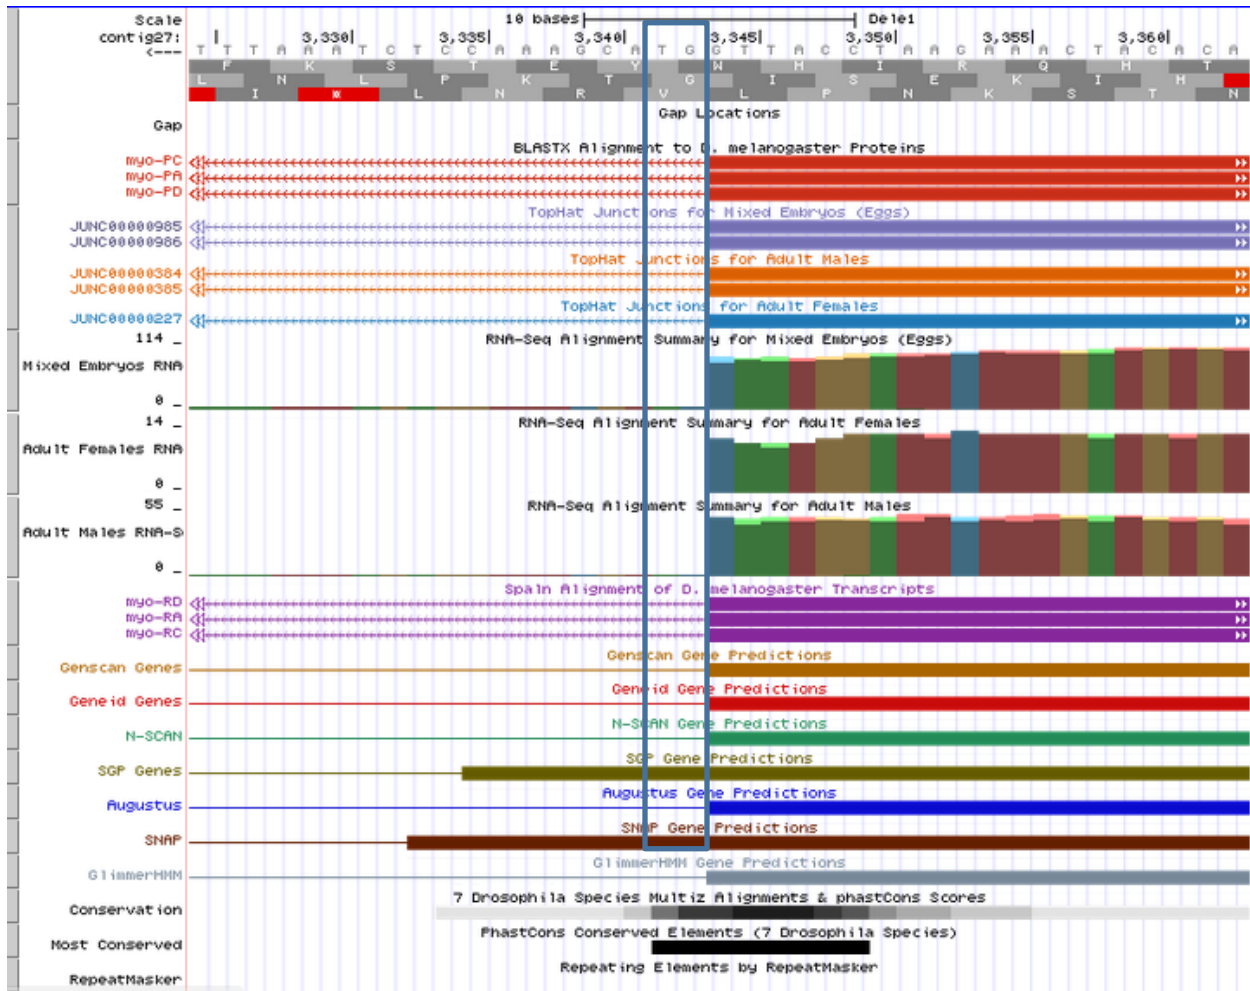 Scale 10 bases Dele1
contig27: 3,330 3,335 3,340 3,345 3,350 3,355 3,360
<--- T T T A A A T C T C C A A A G C A T G G T T A C C T A A G A A A C T A C A C A
F K S T E Y W H I R Q H T
L N L P K T G I S E K I H
I * L N R V L P N K S T N
Gap Locations
Gap
BLASTX Alignment to D. melanogaster Proteins
myo-PC
myo-PA
myo-PD
TopHat Junctions for Mixed Embryos (Eggs)
JUNC00000985
JUNC00000986
TopHat Junctions for Adult Males
JUNC00000384
JUNC00000385
TopHat Junctions for Adult Females
JUNC00000227
114 _ RNA-Seq Alignment Summary for Mixed Embryos (Eggs)
Mixed Embryos RNA
0 _
14 _ RNA-Seq Alignment Summary for Adult Females
Adult Females RNA
0 _
55 _ RNA-Seq Alignment Summary for Adult Males
Adult Males RNA-S
0 _
Spaln Alignment of D. melanogaster Transcripts
myo-RD
myo-RA
myo-RC
Genscan Gene Predictions
Genscan Genes
Geneid Gene Predictions
Geneid Genes
N-SCAN Gene Predictions
N-SCAN
SGP Gene Predictions
SGP Genes
Augustus Gene Predictions
Augustus
SNAP Gene Predictions
SNAP
GlimmerHMM Gene Predictions
GlimmerHMM
7 Drosophila Species Multiz Alignments & phastCons Scores
Conservation
PhastCons Conserved Elements (7 Drosophila Species)
Most Conserved
Repeating Elements by RepeatMasker
RepeatMasker